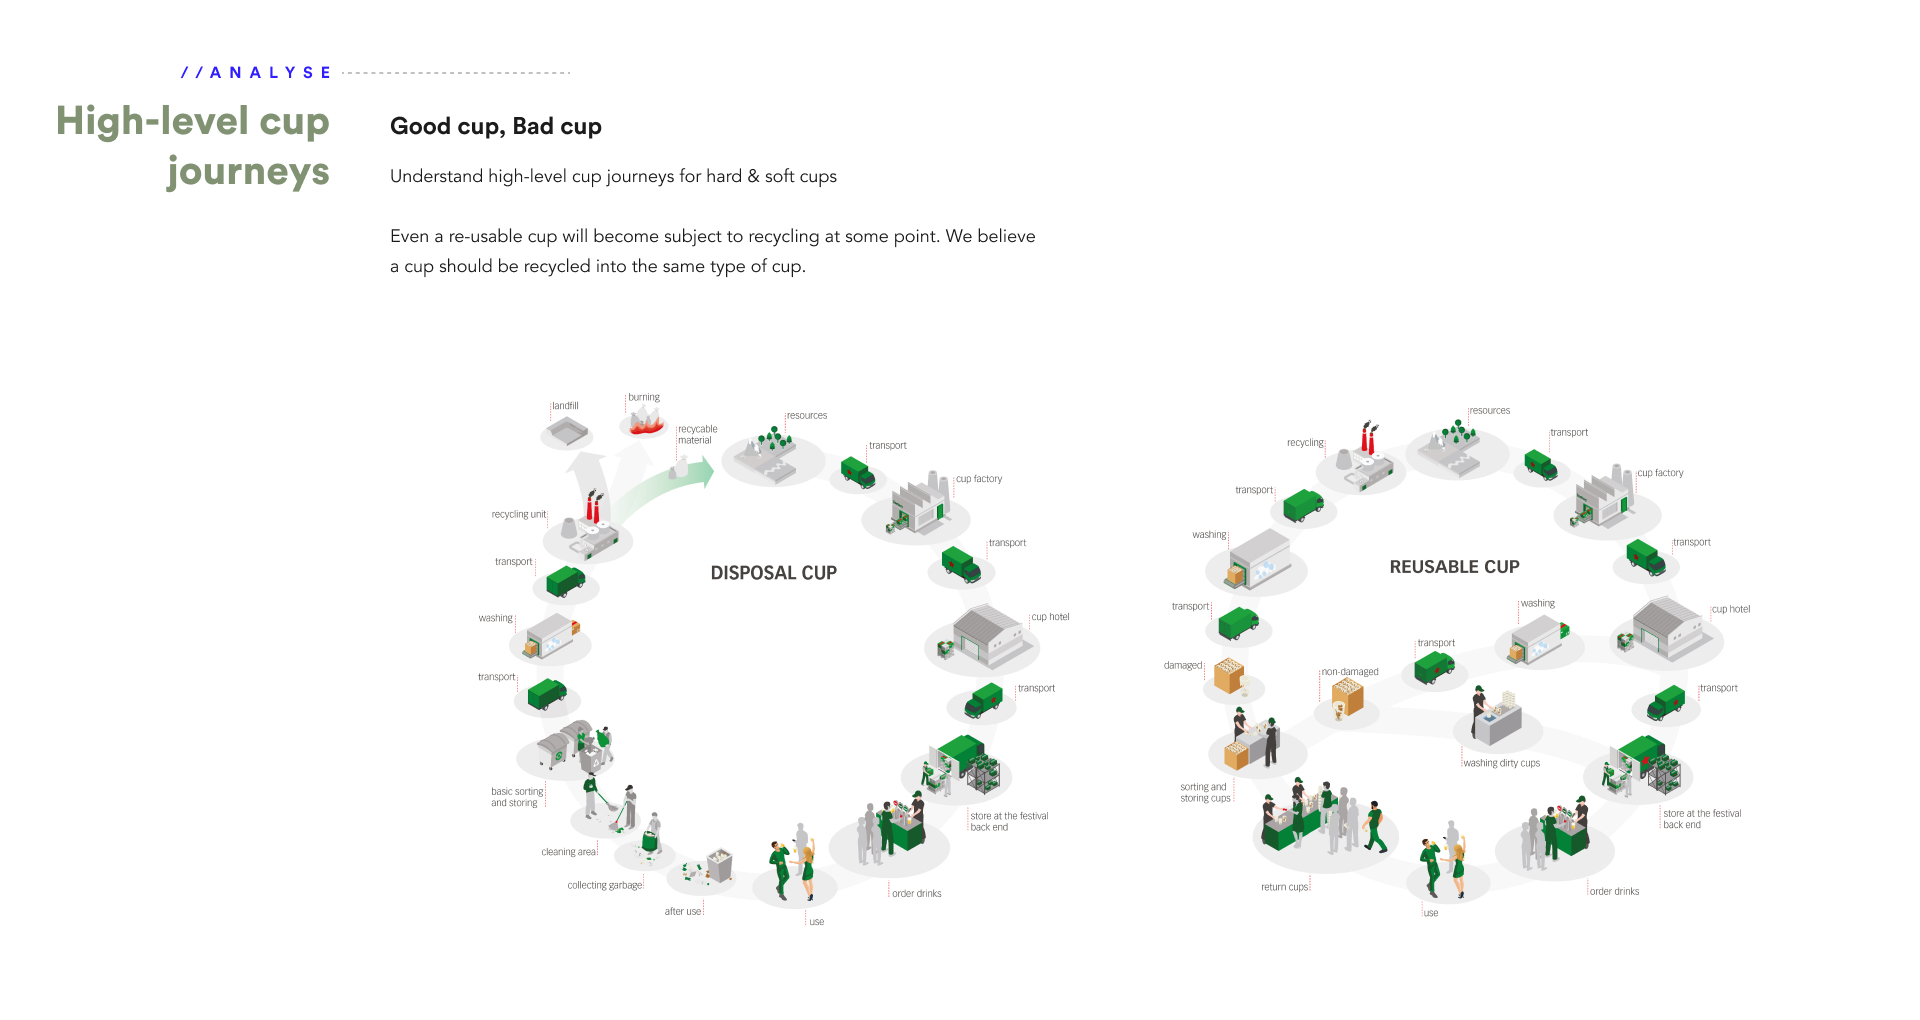 //ANALYSE
High-level cup
journeys
Good cup, Bad cup
Understand high-level cup journeys for hard & soft cups
Even a re-usable cup will become subject to recycling at some point. We believe
a cup should be recycled into the same type of cup.
landfill
burning
recycable
material
resources
transport
cup factory
recycling unit
transport
transport
DISPOSAL CUP
washing
cup hotel
transport
transport
basic sorting
and storing
store at the festival
back end
cleaning area
collecting garbage
order drinks
after use
use
resources
transport
recycling
cup factory
transport
washing
transport
REUSABLE CUP
transport
washing
cup hotel
damaged
non-damaged
transport
transport
washing dirty cups
sorting and
storing cups
store at the festival
back end
return cups
order drinks
use